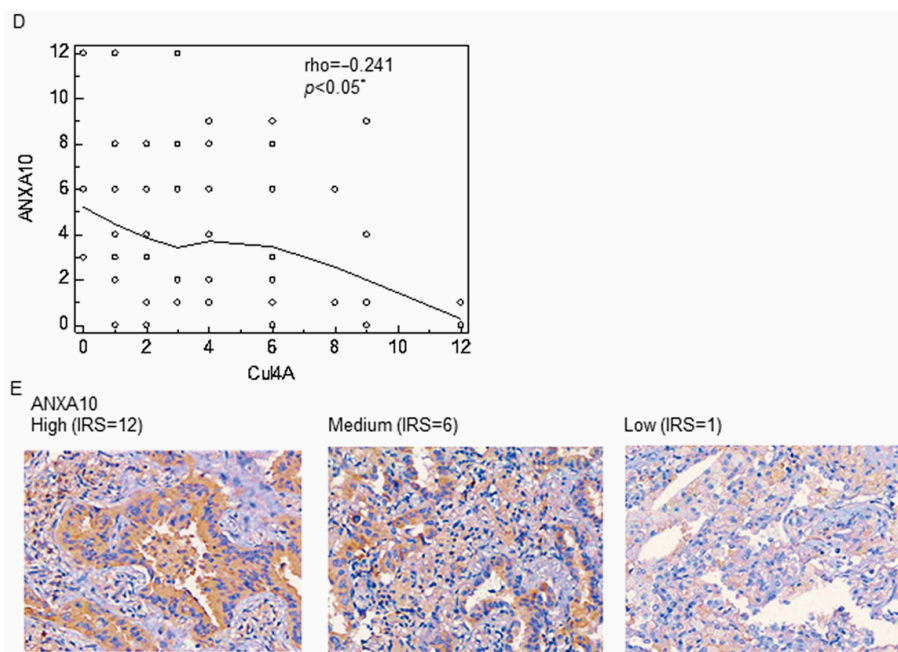 D
rho=−0.241
p<0.05*
12
10
8
6
4
2
0
ANXA10
0 2 4 6 8 10 12
Cul4A
E
ANXA10
High (IRS=12) Medium (IRS=6) Low (IRS=1)